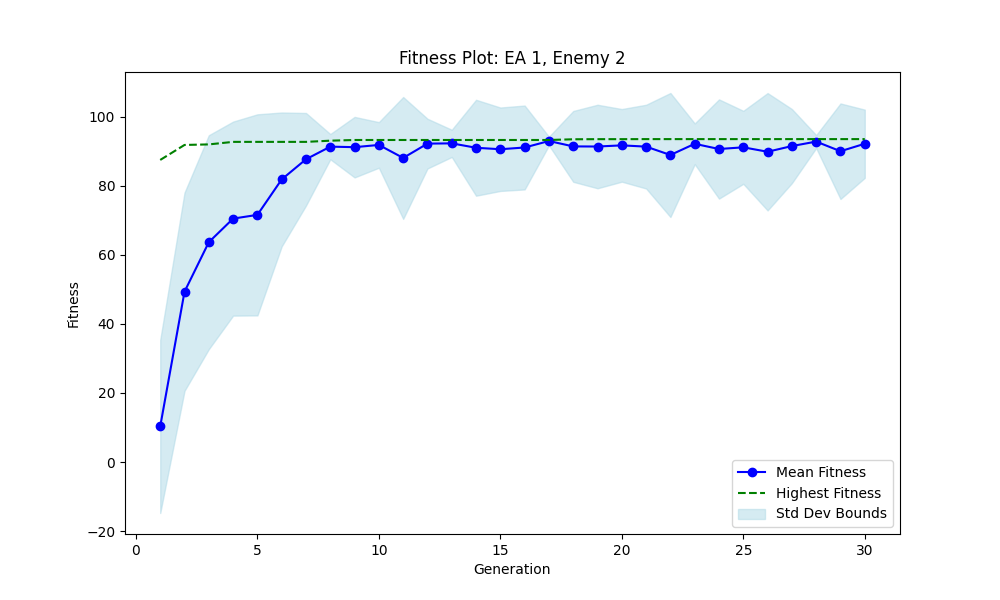 Fitness Plot: EA 1, Enemy 2
Fitness
100
80
60
40
20
0
−20
0 5 10 15 20 25 30
Generation
Mean Fitness
Highest Fitness
Std Dev Bounds